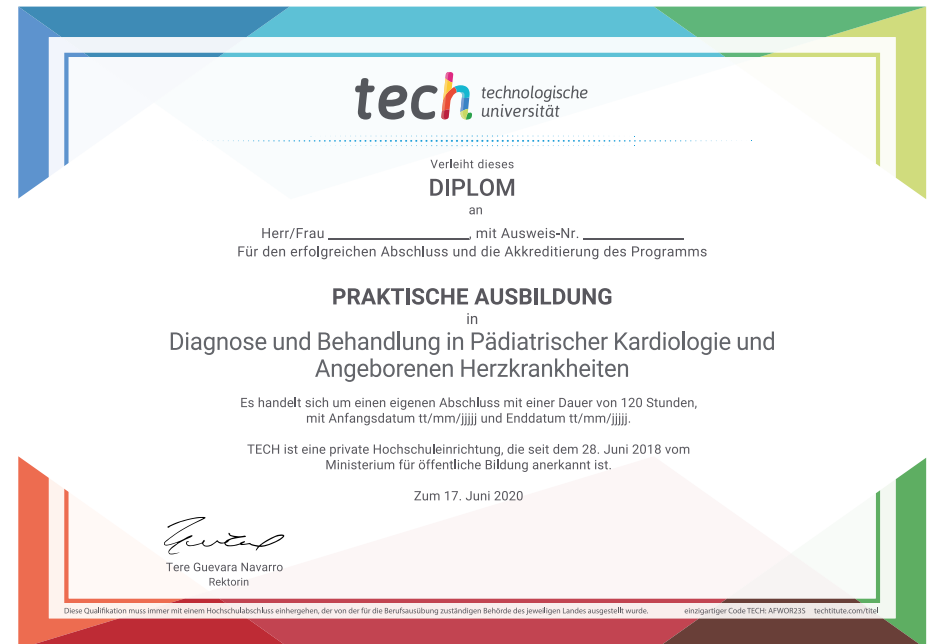 tech technologische
universität
Verleiht dieses
DIPLOM
an
Herr/Frau ____________________, mit Ausweis-Nr. ______________
Für den erfolgreichen Abschluss und die Akkreditierung des Programms
PRAKTISCHE AUSBILDUNG
in
Diagnose und Behandlung in Pädiatrischer Kardiologie und
Angeborenen Herzkrankheiten
Es handelt sich um einen eigenen Abschluss mit einer Dauer von 120 Stunden,
mit Anfangsdatum tt/mm/jjjjj und Enddatum tt/mm/jjjjj.
TECH ist eine private Hochschuleinrichtung, die seit dem 28. Juni 2018 vom
Ministerium für öffentliche Bildung anerkannt ist.
Zum 17. Juni 2020
Tere Guevara Navarro
Rektorin
Diese Qualifikation muss immer mit einem Hochschulabschluss einhergehen, der von der für die Berufsausübung zuständigen Behörde des jeweiligen Landes ausgestellt wurde. einzigartiger Code TECH: AFWOR23S techtitute.com/titel